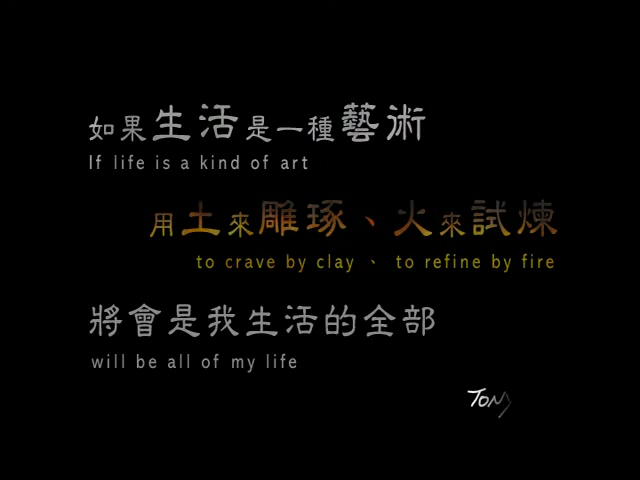 如果生活是一種藝術
If life is a kind of art
用土來雕琢、火來試煉
to crave by clay 、 to refine by fire
將會是我生活的全部
will be all of my life
TONY